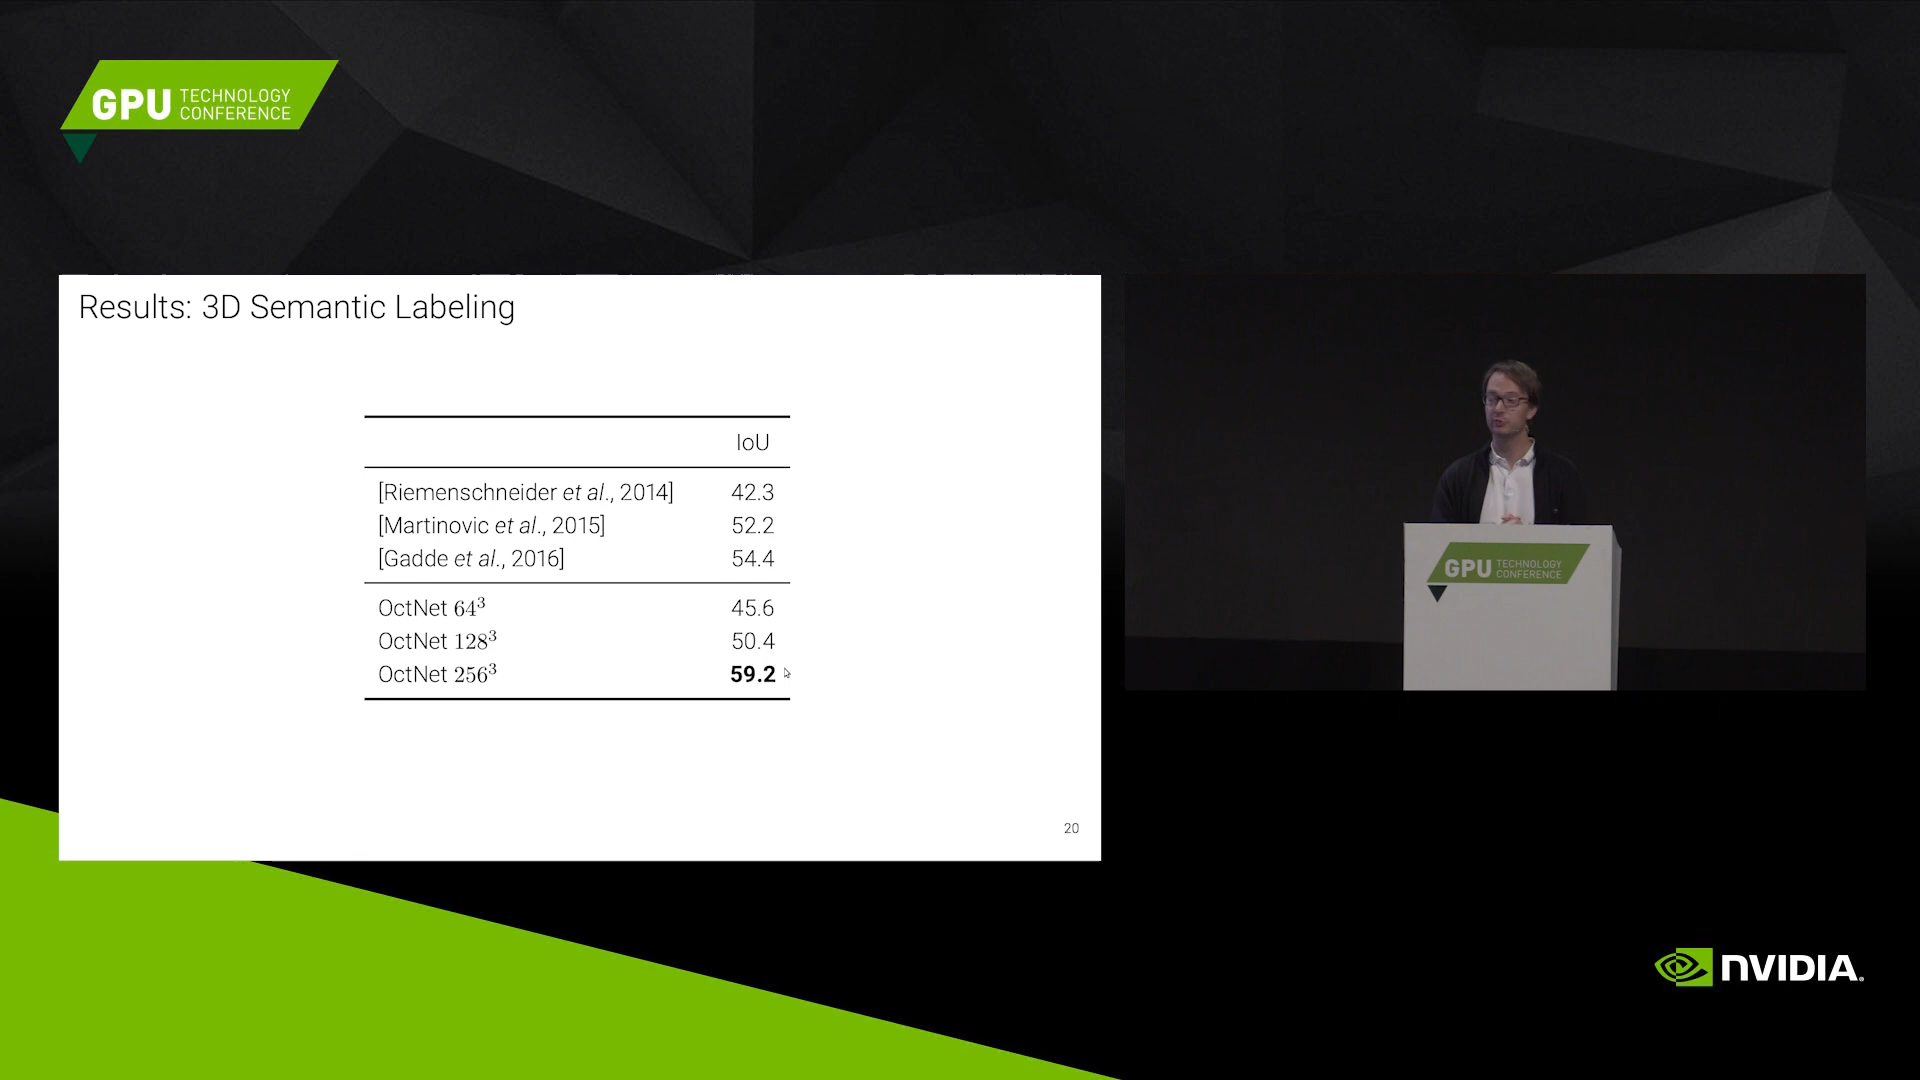 GPU TECHNOLOGY CONFERENCE
Results: 3D Semantic Labeling
IoU
[Riemenschneider et al., 2014] 42.3
[Martinovic et al., 2015] 52.2
[Gadde et al., 2016] 54.4
OctNet 64³ 45.6
OctNet 128³ 50.4
OctNet 256³ 59.2
20
GPU TECHNOLOGY CONFERENCE
NVIDIA.